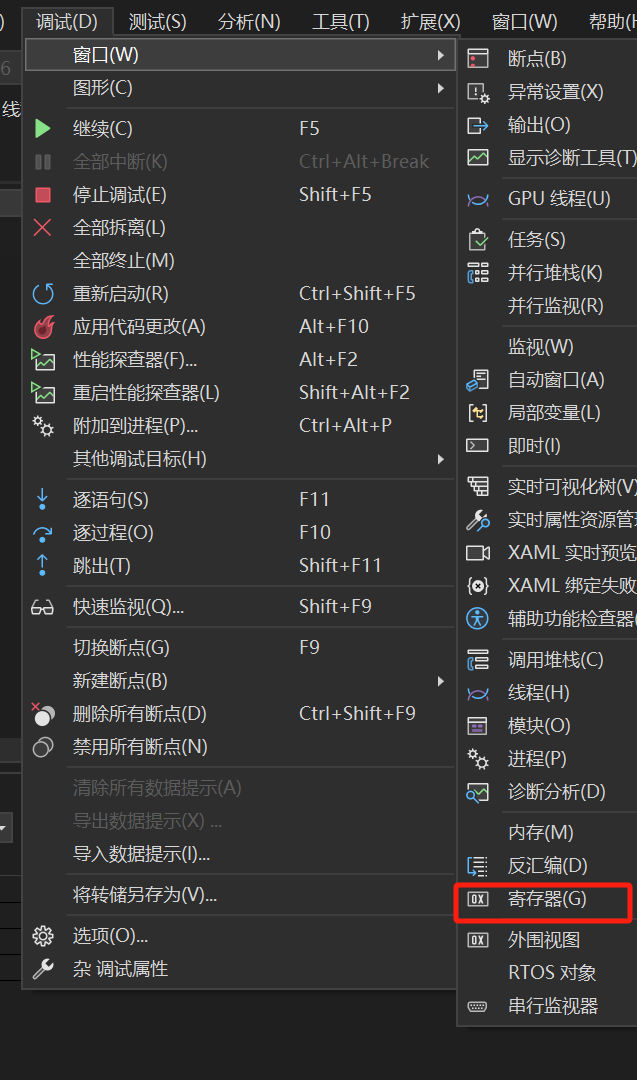 调试(D) 测试(S) 分析(N) 工具(T) 扩展(X) 窗口(W) 帮助(H
窗口(W)
图形(C)
继续(C) F5
全部中断(K) Ctrl+Alt+Break
停止调试(E) Shift+F5
全部拆离(L)
全部终止(M)
重新启动(R) Ctrl+Shift+F5
应用代码更改(A) Alt+F10
性能探查器(F)... Alt+F2
重启性能探查器(L) Shift+Alt+F2
附加到进程(P)... Ctrl+Alt+P
其他调试目标(H)
逐语句(S) F11
逐过程(O) F10
跳出(T) Shift+F11
快速监视(Q)... Shift+F9
切换断点(G) F9
新建断点(B)
删除所有断点(D) Ctrl+Shift+F9
禁用所有断点(N)
清除所有数据提示(A)
导出数据提示(X) ...
导入数据提示(I)...
将转储另存为(V)...
选项(O)...
杂 调试属性
断点(B)
异常设置(X)
输出(O)
显示诊断工具(T)
GPU 线程(U)
任务(S)
并行堆栈(K)
并行监视(R)
监视(W)
自动窗口(A)
局部变量(L)
即时(I)
实时可视化树(V)
实时属性资源管
XAML 实时预览
XAML 绑定失败
辅助功能检查器(
调用堆栈(C)
线程(H)
模块(O)
进程(P)
诊断分析(D)
内存(M)
反汇编(D)
寄存器(G)
外围视图
RTOS 对象
串行监视器
6
线